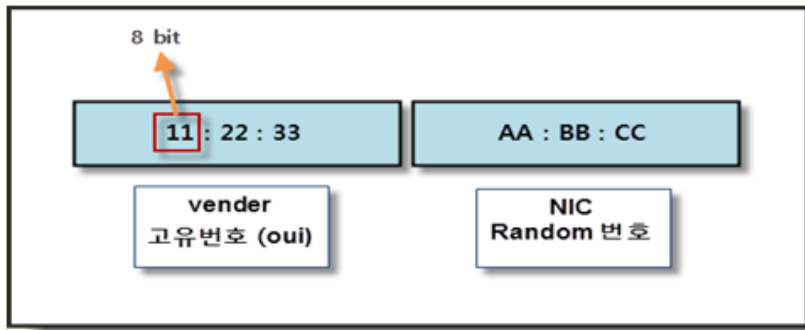 8 bit
11 : 22 : 33
AA : BB : CC
vender
고유번호 (oui)
NIC
Random 번호